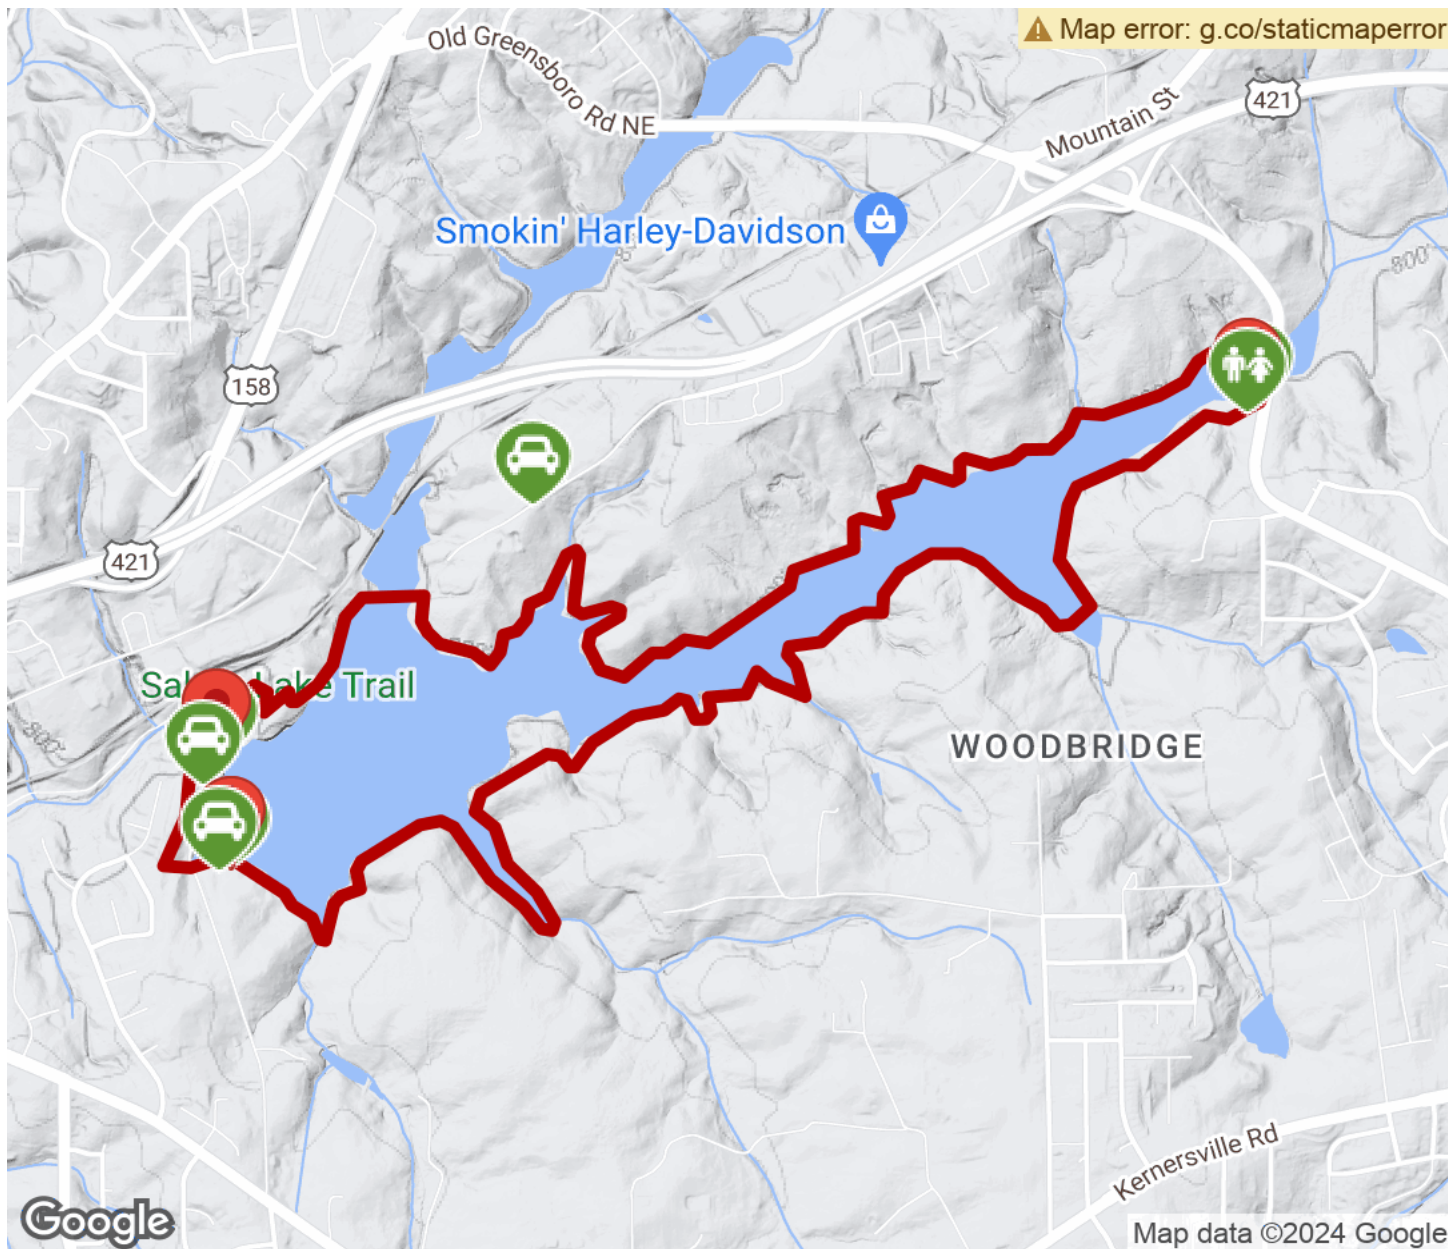 Map error: g.co/staticmaperror
Old Greensboro Rd NE
421
Mountain St
Smokin' Harley-Davidson
800'
158
421
Lake Trail
800'
WOODBRIDGE
Kernersville Rd
Google
Map data ©2024 Google